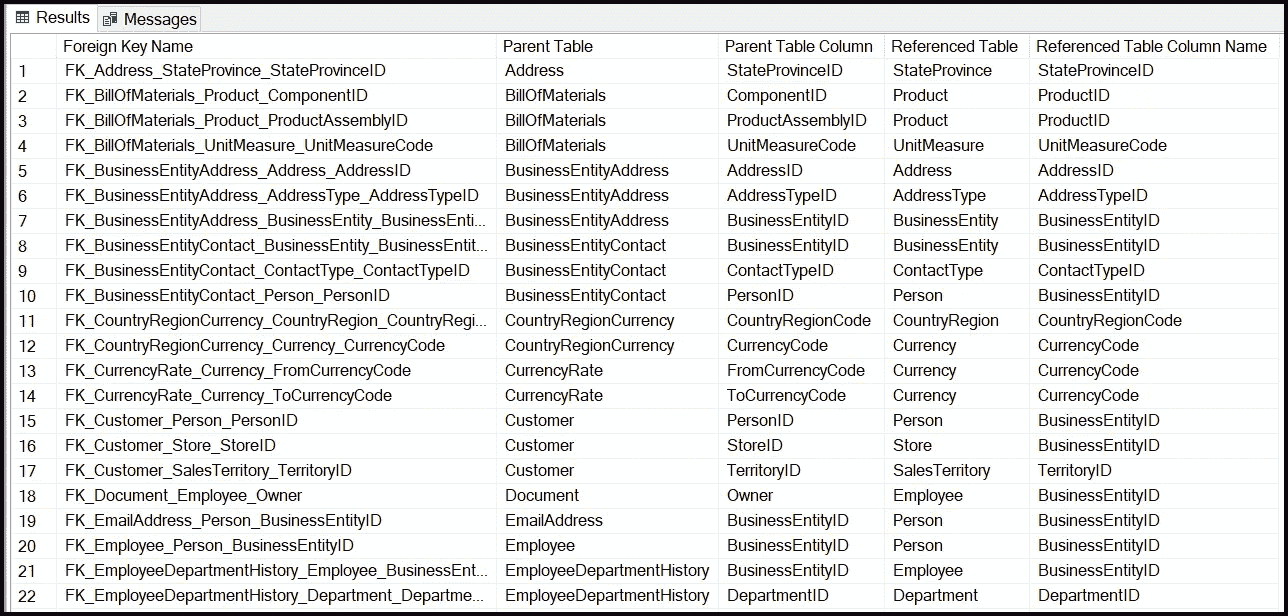 Results Messages
Foreign Key Name Parent Table Parent Table Column Referenced Table Referenced Table Column Name
1 FK_Address_StateProvince_StateProvinceID Address StateProvinceID StateProvince StateProvinceID
2 FK_BillOfMaterials_Product_ComponentID BillOfMaterials ComponentID Product ProductID
3 FK_BillOfMaterials_Product_ProductAssemblyID BillOfMaterials ProductAssemblyID Product ProductID
4 FK_BillOfMaterials_UnitMeasure_UnitMeasureCode BillOfMaterials UnitMeasureCode UnitMeasure UnitMeasureCode
5 FK_BusinessEntityAddress_Address_AddressID BusinessEntityAddress AddressID Address AddressID
6 FK_BusinessEntityAddress_AddressType_AddressTypeID BusinessEntityAddress AddressTypeID AddressType AddressTypeID
7 FK_BusinessEntityAddress_BusinessEntity_BusinessEnti... BusinessEntityAddress BusinessEntityID BusinessEntity BusinessEntityID
8 FK_BusinessEntityContact_BusinessEntity_BusinessEntit... BusinessEntityContact BusinessEntityID BusinessEntity BusinessEntityID
9 FK_BusinessEntityContact_ContactType_ContactTypeID BusinessEntityContact ContactTypeID ContactType ContactTypeID
10 FK_BusinessEntityContact_Person_PersonID BusinessEntityContact PersonID Person BusinessEntityID
11 FK_CountryRegionCurrency_CountryRegion_CountryRegi... CountryRegionCurrency CountryRegionCode CountryRegion CountryRegionCode
12 FK_CountryRegionCurrency_Currency_CurrencyCode CountryRegionCurrency CurrencyCode Currency CurrencyCode
13 FK_CurrencyRate_Currency_FromCurrencyCode CurrencyRate FromCurrencyCode Currency CurrencyCode
14 FK_CurrencyRate_Currency_ToCurrencyCode CurrencyRate ToCurrencyCode Currency CurrencyCode
15 FK_Customer_Person_PersonID Customer PersonID Person BusinessEntityID
16 FK_Customer_Store_StoreID Customer StoreID Store BusinessEntityID
17 FK_Customer_SalesTerritory_TerritoryID Customer TerritoryID SalesTerritory TerritoryID
18 FK_Document_Employee_Owner Document Owner Employee BusinessEntityID
19 FK_EmailAddress_Person_BusinessEntityID EmailAddress BusinessEntityID Person BusinessEntityID
20 FK_Employee_Person_BusinessEntityID Employee BusinessEntityID Person BusinessEntityID
21 FK_EmployeeDepartmentHistory_Employee_BusinessEnt... EmployeeDepartmentHistory BusinessEntityID Employee BusinessEntityID
22 FK_EmployeeDepartmentHistory_Department_Departme... EmployeeDepartmentHistory DepartmentID Department DepartmentID